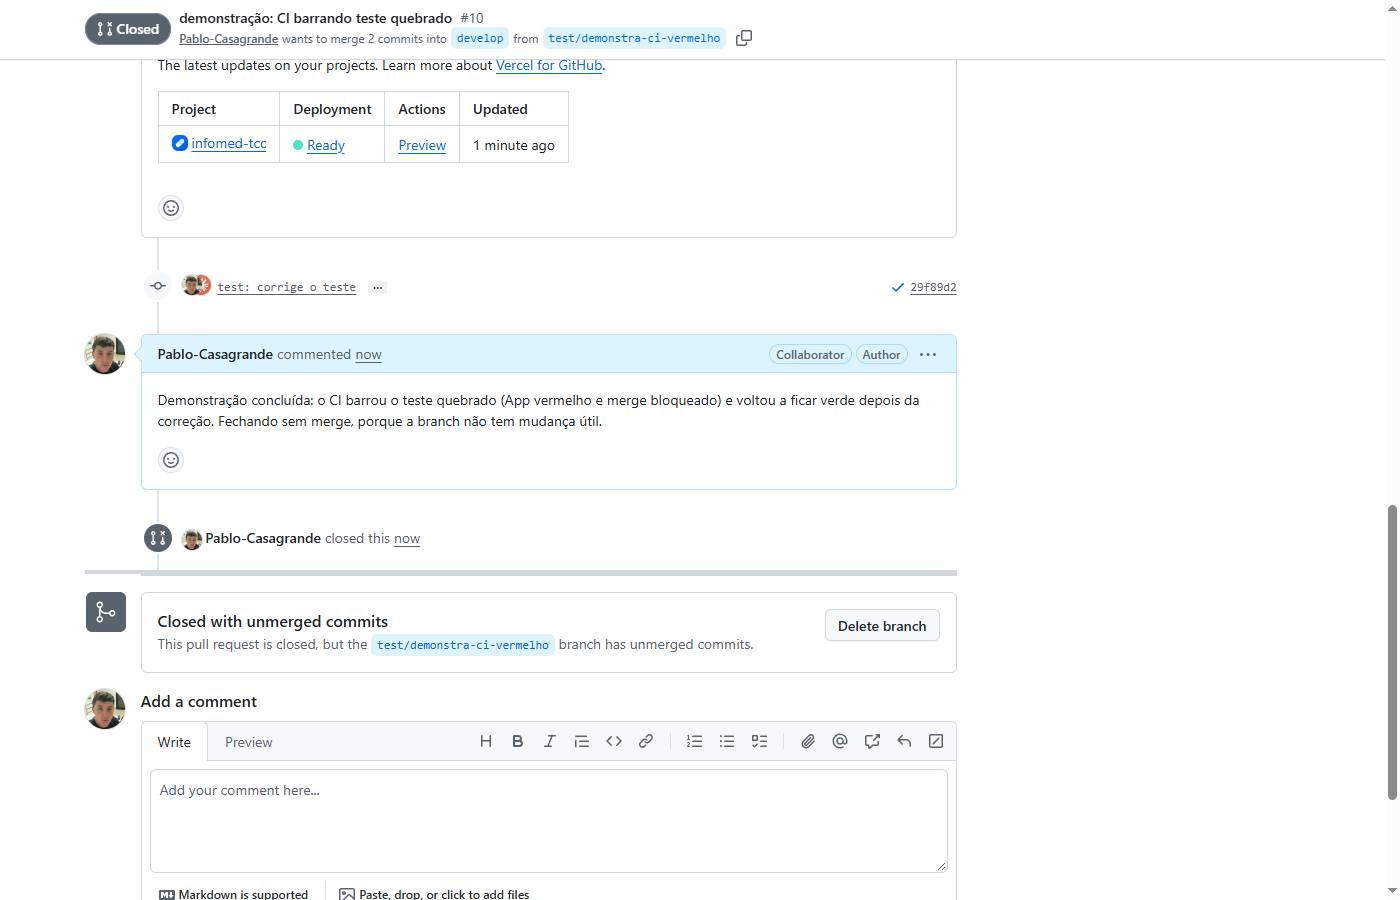 Closed
demonstração: CI barrando teste quebrado #10
Pablo-Casagrande wants to merge 2 commits into develop from test/demonstra-ci-vermelho
The latest updates on your projects. Learn more about Vercel for GitHub.
Project Deployment Actions Updated
infomed-tcc Ready Preview 1 minute ago
test: corrige o teste ... 29f89d2
Pablo-Casagrande commented now Collaborator Author ...
Demonstração concluída: o CI barrou o teste quebrado (App vermelho e merge bloqueado) e voltou a ficar verde depois da
correção. Fechando sem merge, porque a branch não tem mudança útil.
Pablo-Casagrande closed this now
Closed with unmerged commits
This pull request is closed, but the test/demonstra-ci-vermelho branch has unmerged commits.
Delete branch
Add a comment
Write Preview
Add your comment here...
Markdown is supported Paste, drop, or click to add files